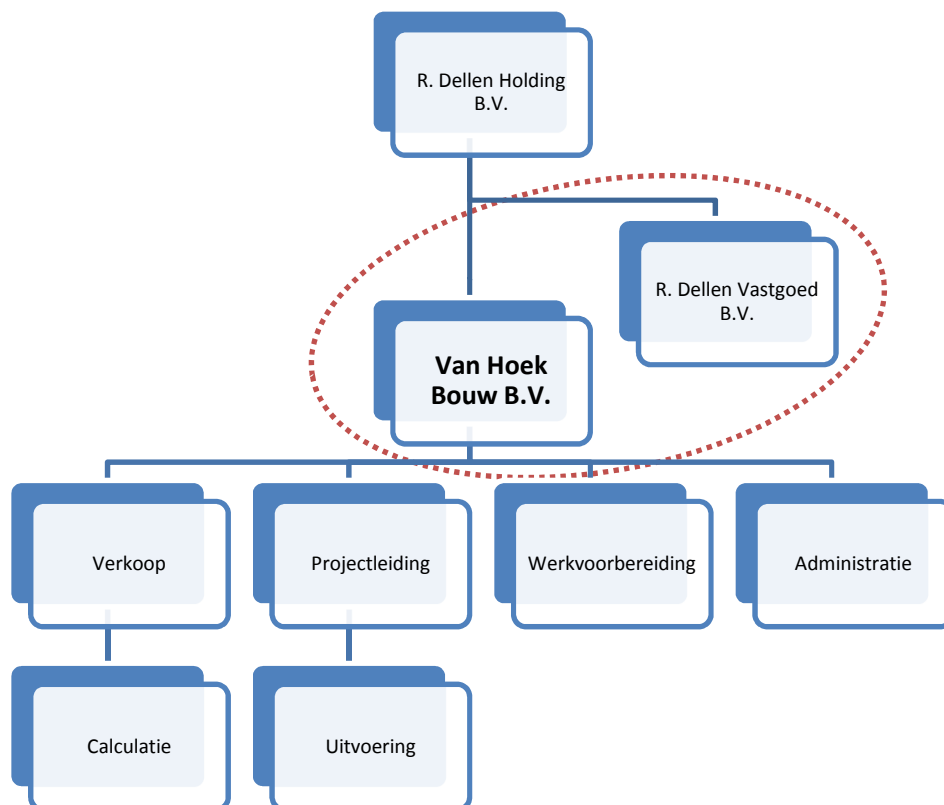 R. Dellen Holding
B.V.
R. Dellen Vastgoed
B.V.
Van Hoek
Bouw B.V.
Verkoop
Projectleiding
Werkvoorbereiding
Administratie
Calculatie
Uitvoering